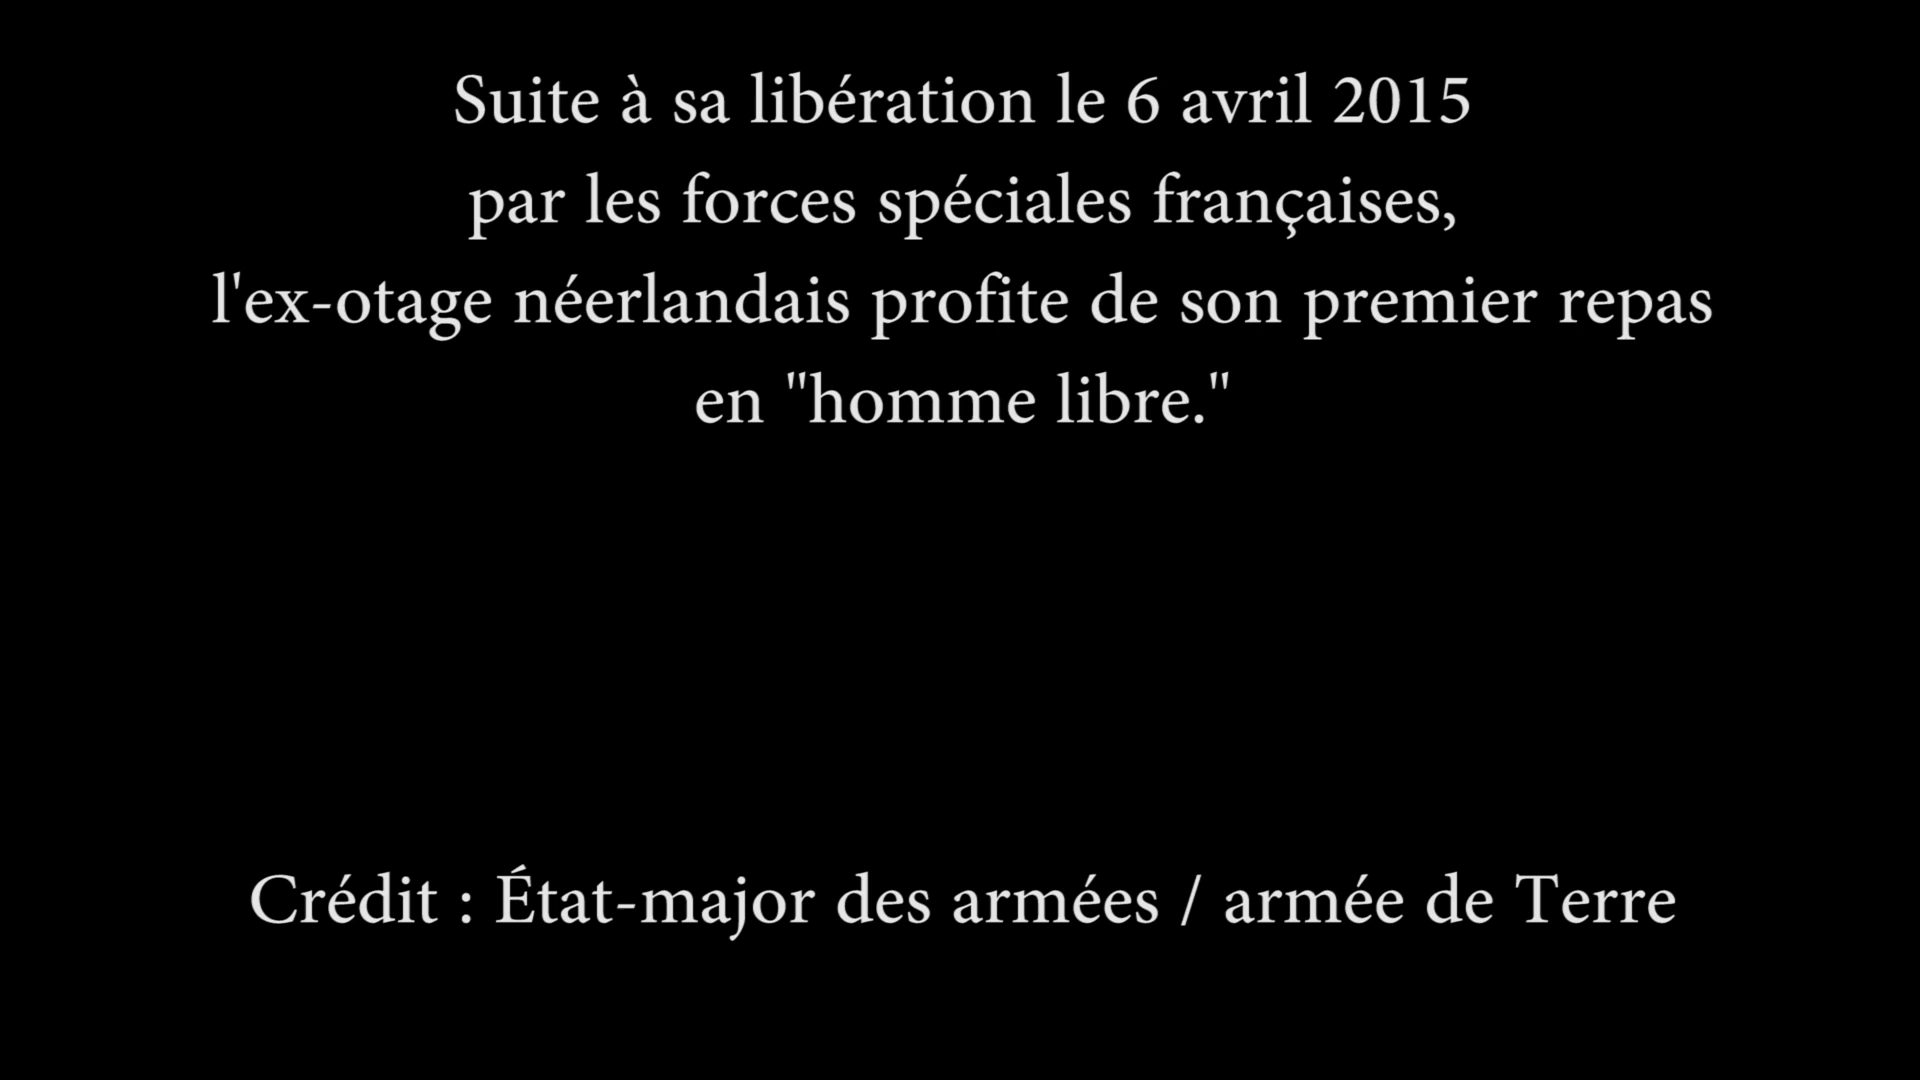 Suite à sa libération le 6 avril 2015
par les forces spéciales françaises,
l'ex-otage néerlandais profite de son premier repas
en "homme libre."
Crédit : État-major des armées / armée de Terre